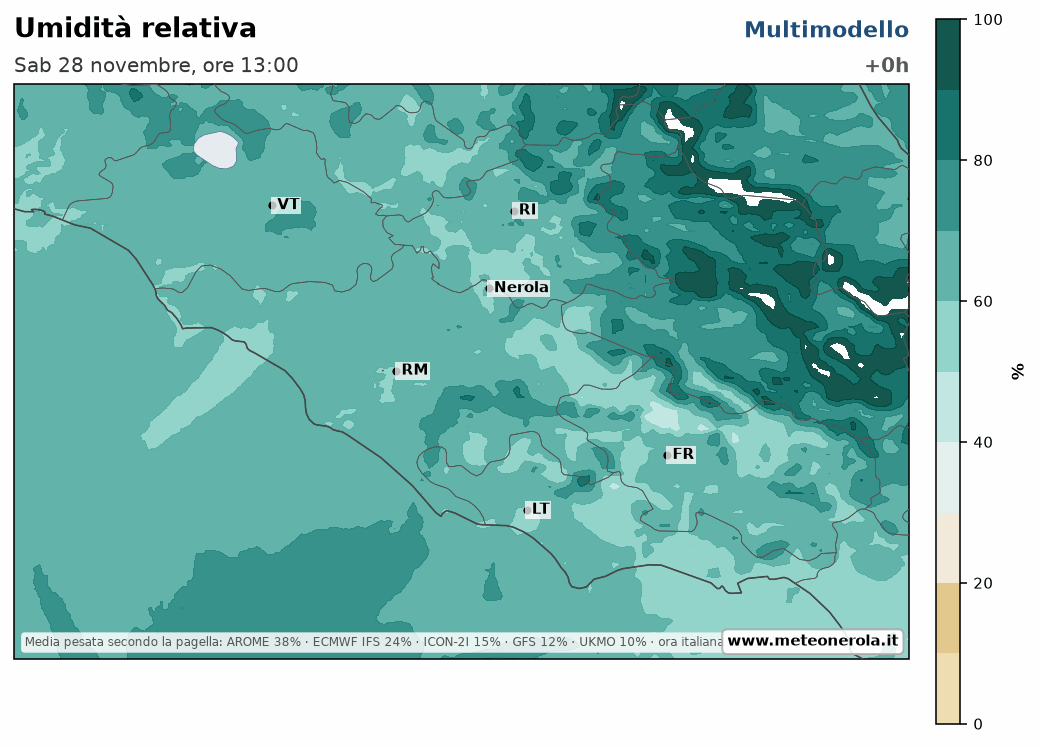 Umidità relativa
Multimodello
Sab 28 novembre, ore 13:00
+0h
100
80
60
40
20
0
%
VT
RI
Nerola
RM
FR
LT
Media pesata secondo la pagella: AROME 38% · ECMWF IFS 24% · ICON-2I 15% · GFS 12% · UKMO 10% · ora italiana
www.meteonerola.it